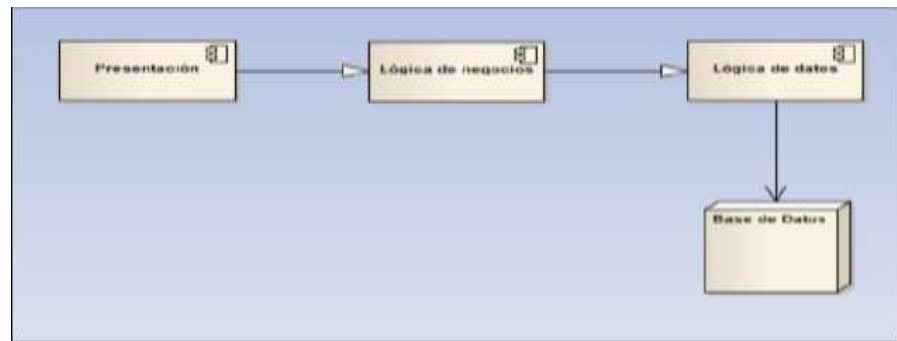 Presentación
Lógica de negocios
Lógica de datos
Base de Datos